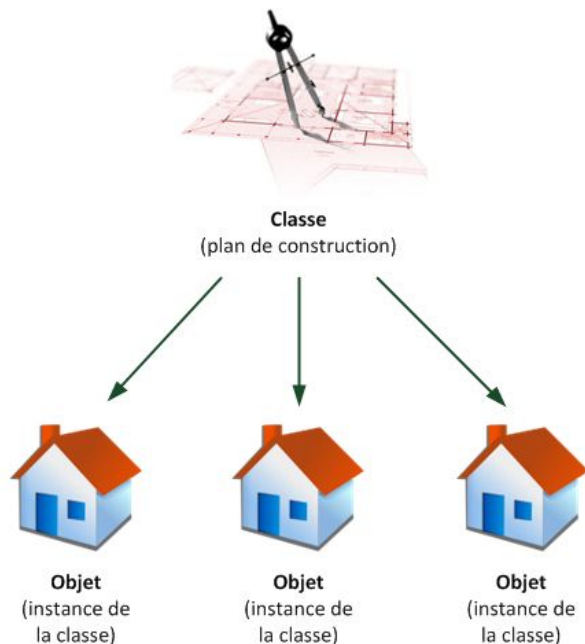 Classe
(plan de construction)
Objet
(instance de
la classe)
Objet
(instance de
la classe)
Objet
(instance de
la classe)